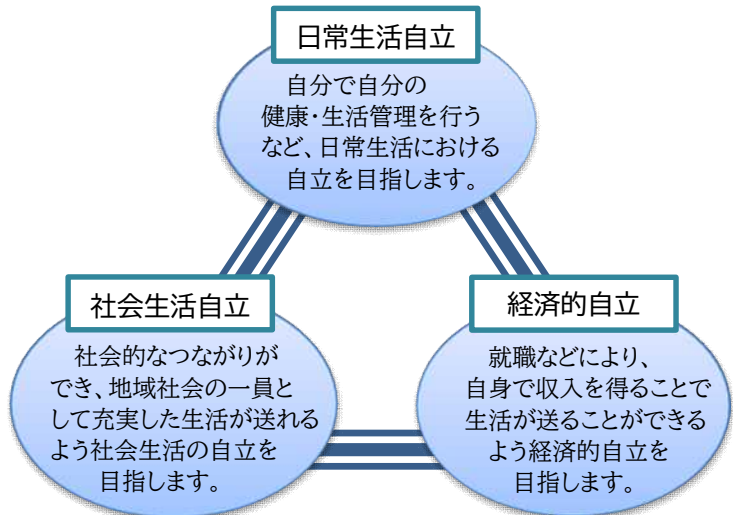 日常生活自立
自分で自分の
健康・生活管理を行う
など、日常生活における
自立を目指します。
社会生活自立
社会的なつながりが
でき、地域社会の一員と
して充実した生活が送れる
よう社会生活の自立を
目指します。
経済的自立
就職などにより、
自身で収入を得ることで
生活が送ることができる
よう経済的自立を
目指します。